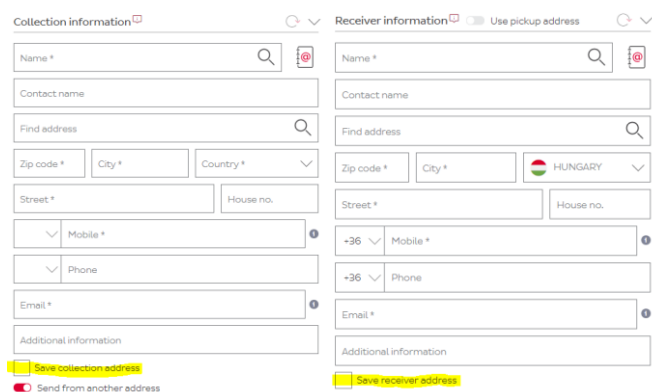 Collection information
Name *
Contact name
Find address
Zip code * City * Country *
Street * House no.
Mobile *
Phone
Email *
Additional information
Save collection address
Send from another address
Receiver information Use pickup address
Name *
Contact name
Find address
Zip code * City * HUNGARY
Street * House no.
+36 Mobile *
+36 Phone
Email *
Additional information
Save receiver address